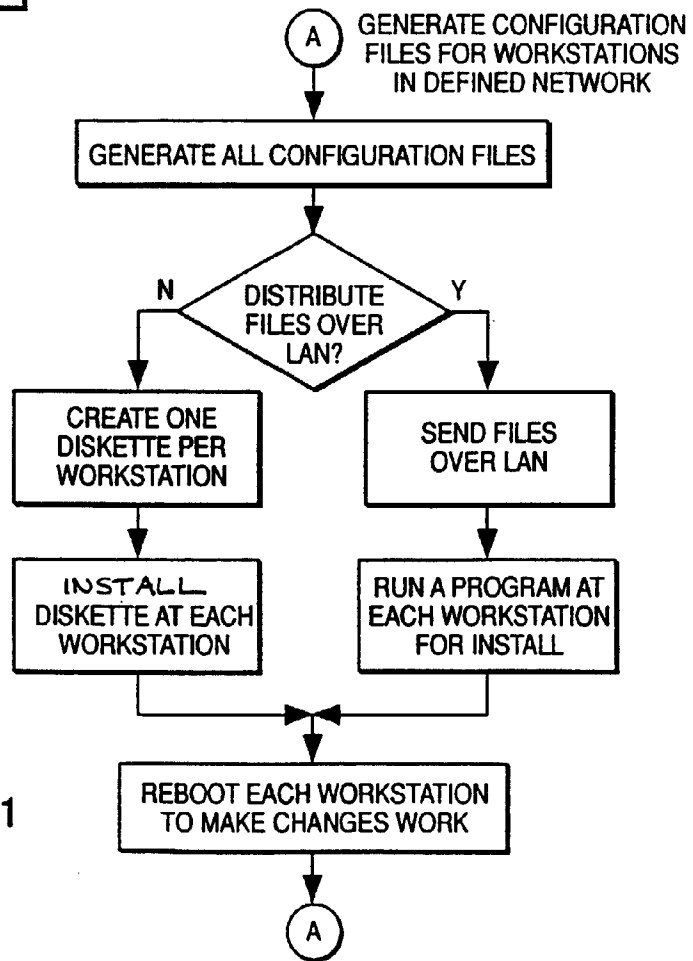 A
GENERATE CONFIGURATION
FILES FOR WORKSTATIONS
IN DEFINED NETWORK
GENERATE ALL CONFIGURATION FILES
DISTRIBUTE
FILES OVER
LAN?
N
Y
CREATE ONE
DISKETTE PER
WORKSTATION
SEND FILES
OVER LAN
INSTALL
DISKETTE AT EACH
WORKSTATION
RUN A PROGRAM AT
EACH WORKSTATION
FOR INSTALL
REBOOT EACH WORKSTATION
TO MAKE CHANGES WORK
1
A